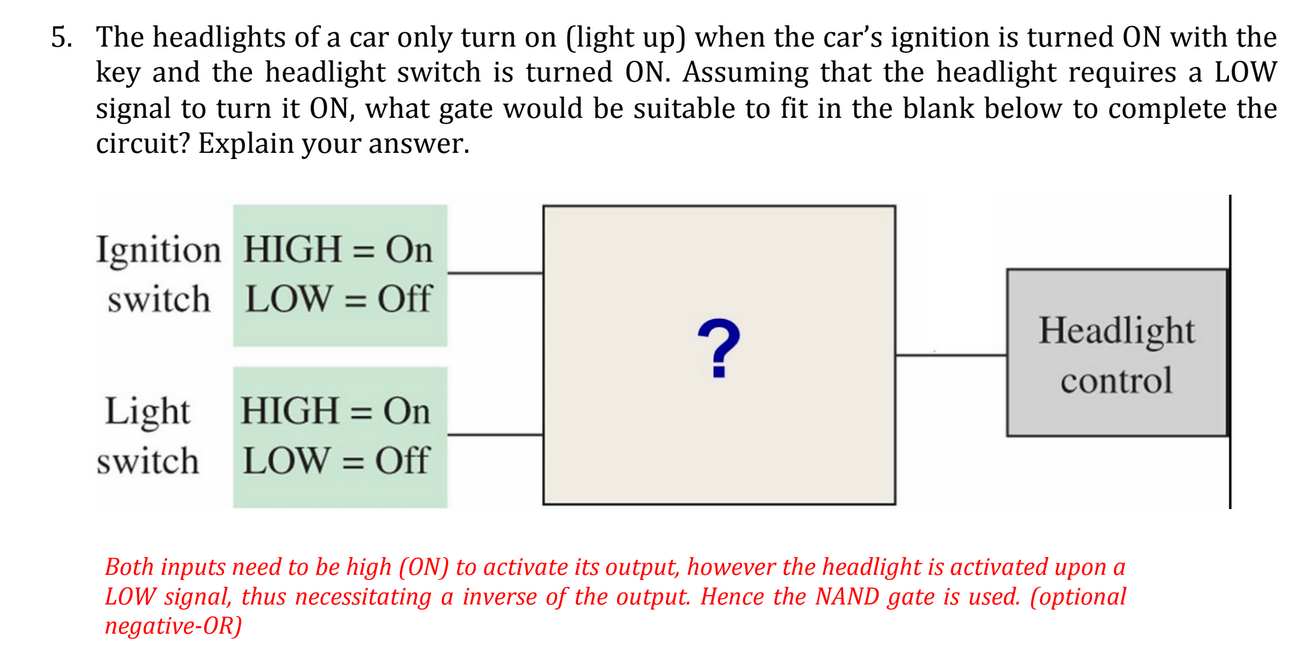 5. The headlights of a car only turn on (light up) when the car’s ignition is turned ON with the
key and the headlight switch is turned ON. Assuming that the headlight requires a LOW
signal to turn it ON, what gate would be suitable to fit in the blank below to complete the
circuit? Explain your answer.
Ignition HIGH = On
switch LOW = Off
?
Headlight
control
Light HIGH = On
switch LOW = Off
Both inputs need to be high (ON) to activate its output, however the headlight is activated upon a
LOW signal, thus necessitating a inverse of the output. Hence the NAND gate is used. (optional
negative-OR)